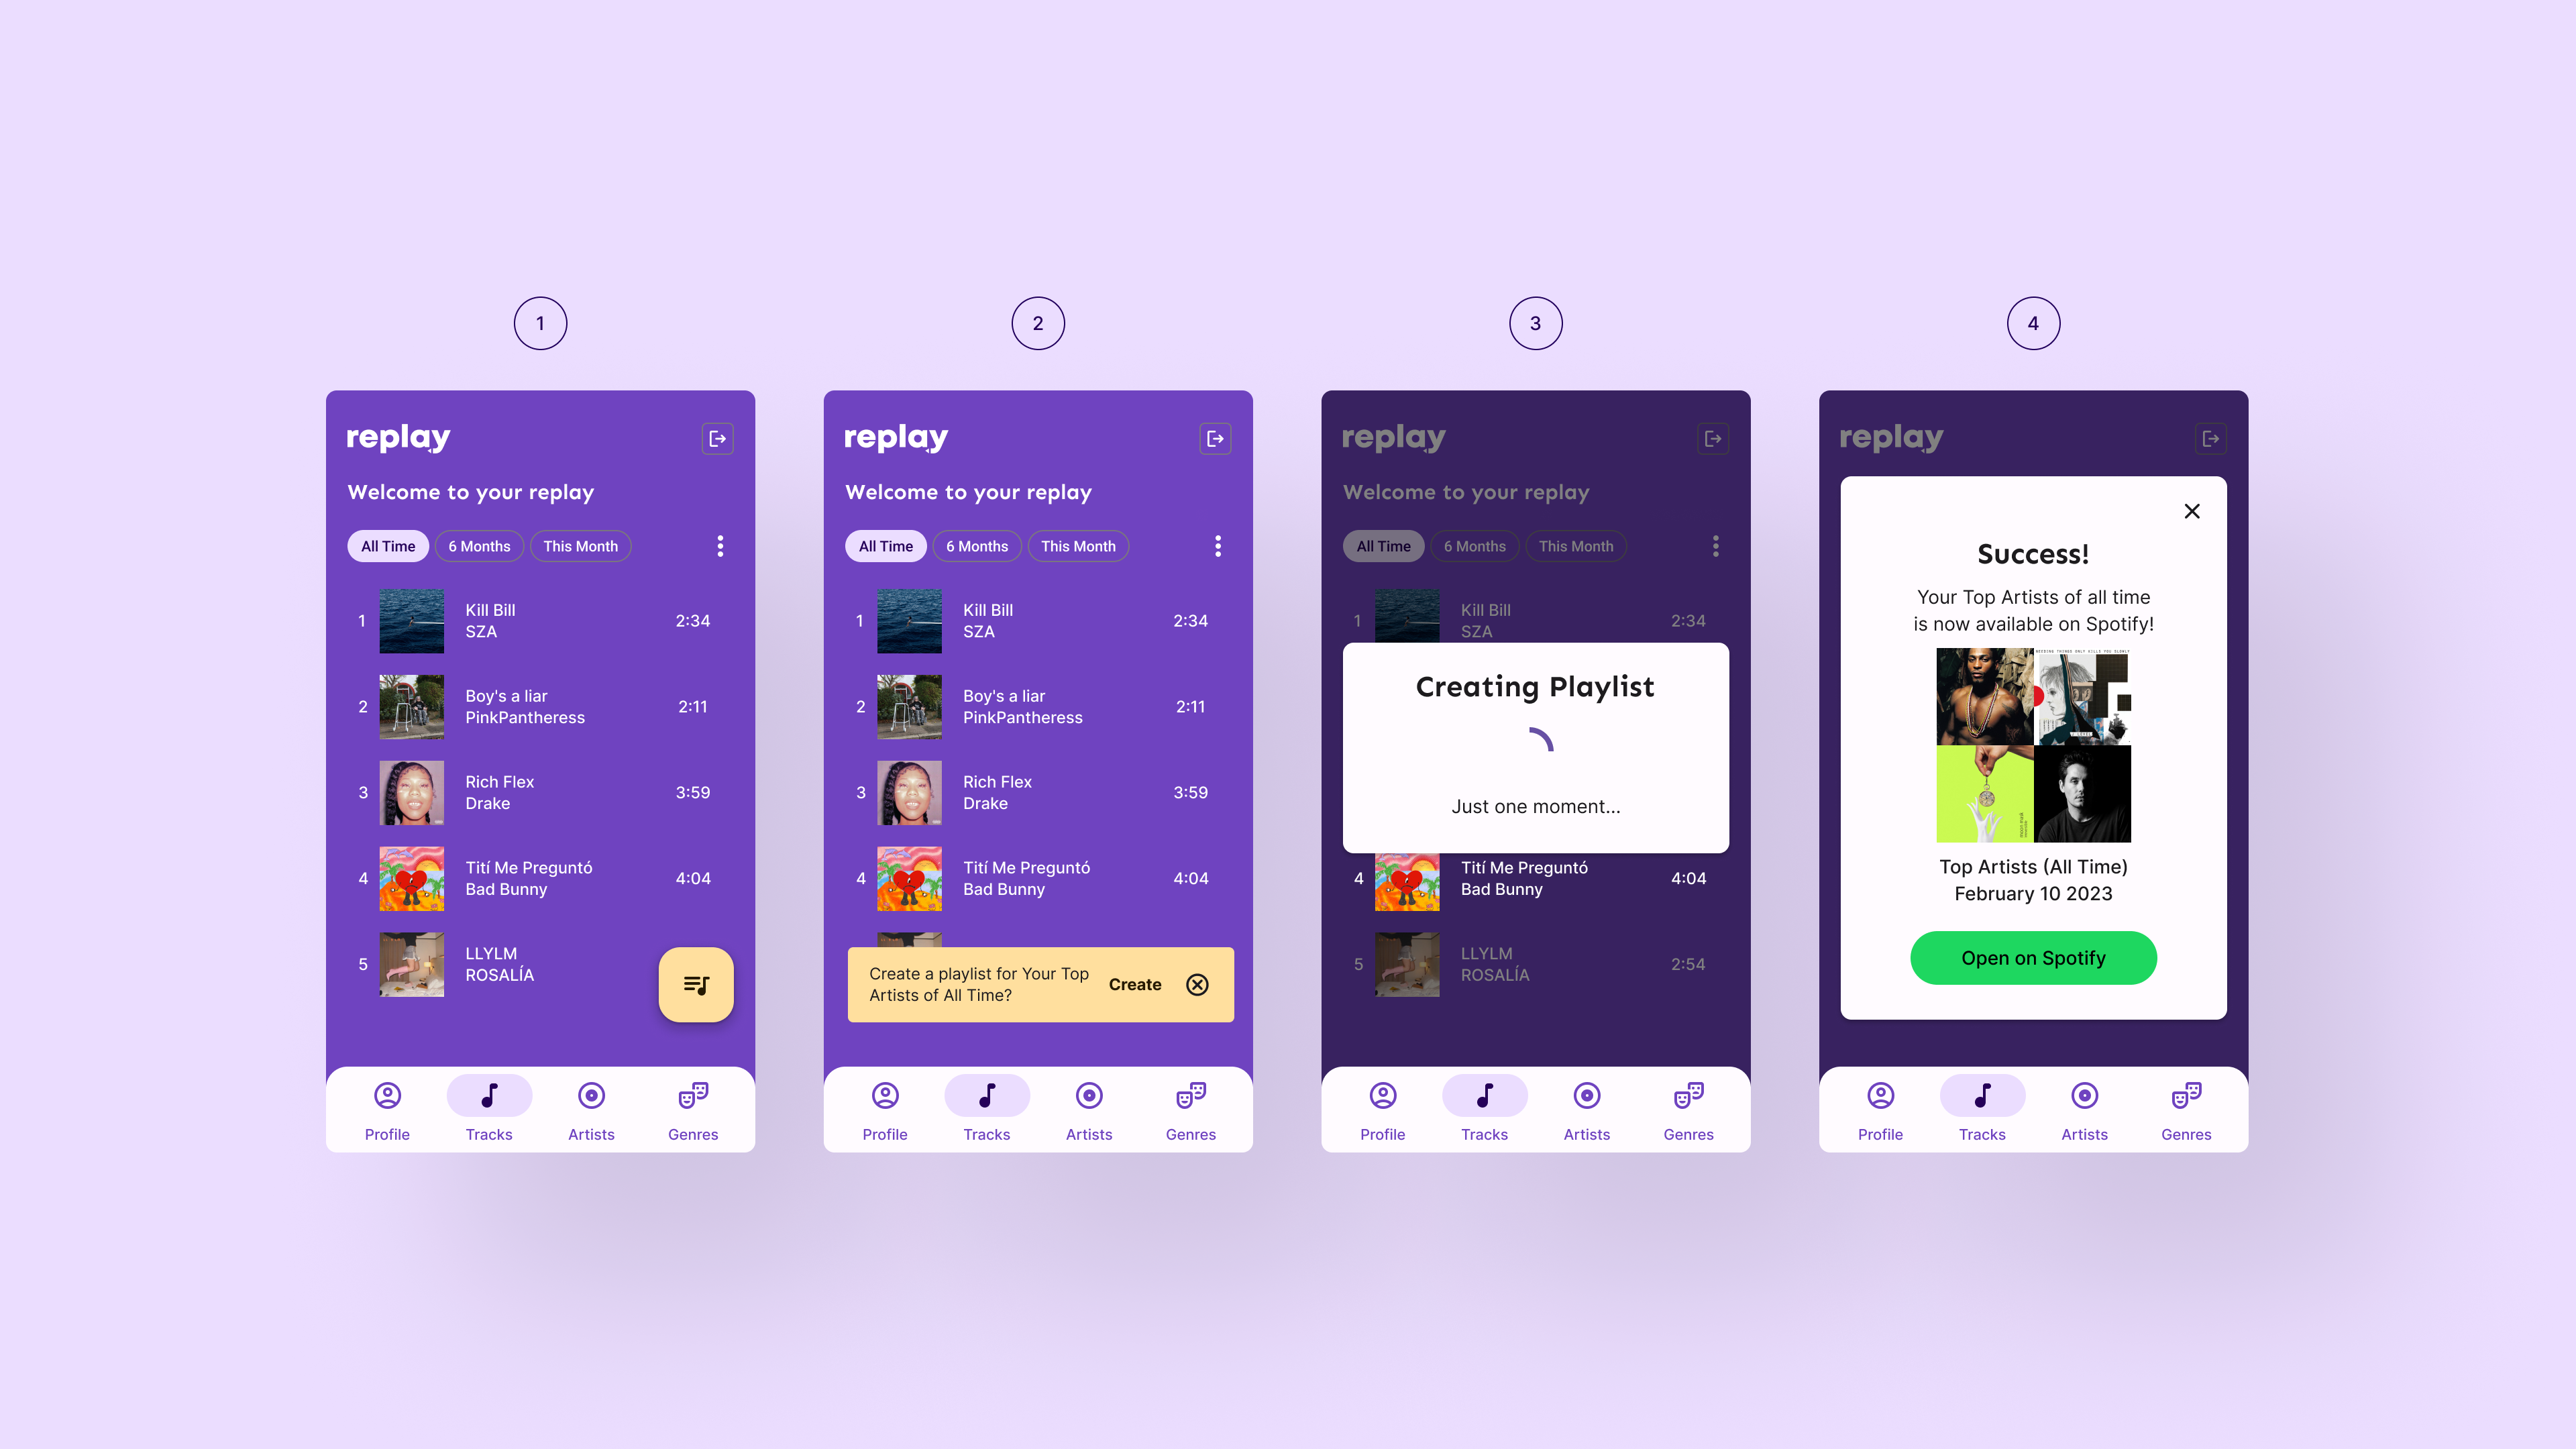 1
replay
Welcome to your replay
All Time 6 Months This Month
1 Kill Bill 2:34
SZA
2 Boy's a liar 2:11
PinkPantheress
3 Rich Flex 3:59
Drake
4 Tití Me Preguntó 4:04
Bad Bunny
5 LLYLM
ROSALÍA
Profile Tracks Artists Genres
2
replay
Welcome to your replay
All Time 6 Months This Month
1 Kill Bill 2:34
SZA
2 Boy's a liar 2:11
PinkPantheress
3 Rich Flex 3:59
Drake
4 Tití Me Preguntó 4:04
Bad Bunny
Create a playlist for Your Top
Artists of All Time?
Create
Profile Tracks Artists Genres
3
replay
Welcome to your replay
All Time 6 Months This Month
1 Kill Bill 2:34
SZA
Creating Playlist
Just one moment...
4 Tití Me Preguntó 4:04
Bad Bunny
5 LLYLM 2:54
ROSALÍA
Profile Tracks Artists Genres
4
replay
Success!
Your Top Artists of all time
is now available on Spotify!
Top Artists (All Time)
February 10 2023
Open on Spotify
Profile Tracks Artists Genres